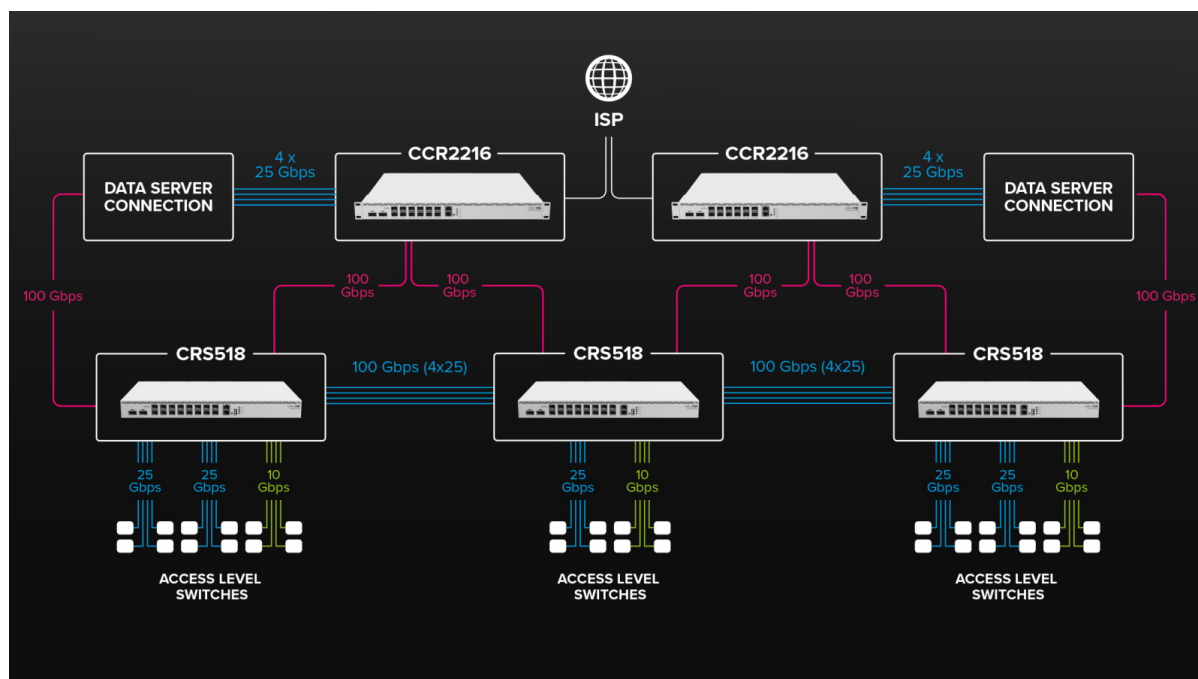 ISP
CCR2216
CCR2216
4 x
25 Gbps
4 x
25 Gbps
DATA SERVER
CONNECTION
DATA SERVER
CONNECTION
100
Gbps
100
Gbps
100
Gbps
100
Gbps
100 Gbps
100 Gbps
CRS518
CRS518
CRS518
100 Gbps (4x25)
100 Gbps (4x25)
25
Gbps
25
Gbps
10
Gbps
25
Gbps
10
Gbps
25
Gbps
25
Gbps
10
Gbps
ACCESS LEVEL
SWITCHES
ACCESS LEVEL
SWITCHES
ACCESS LEVEL
SWITCHES